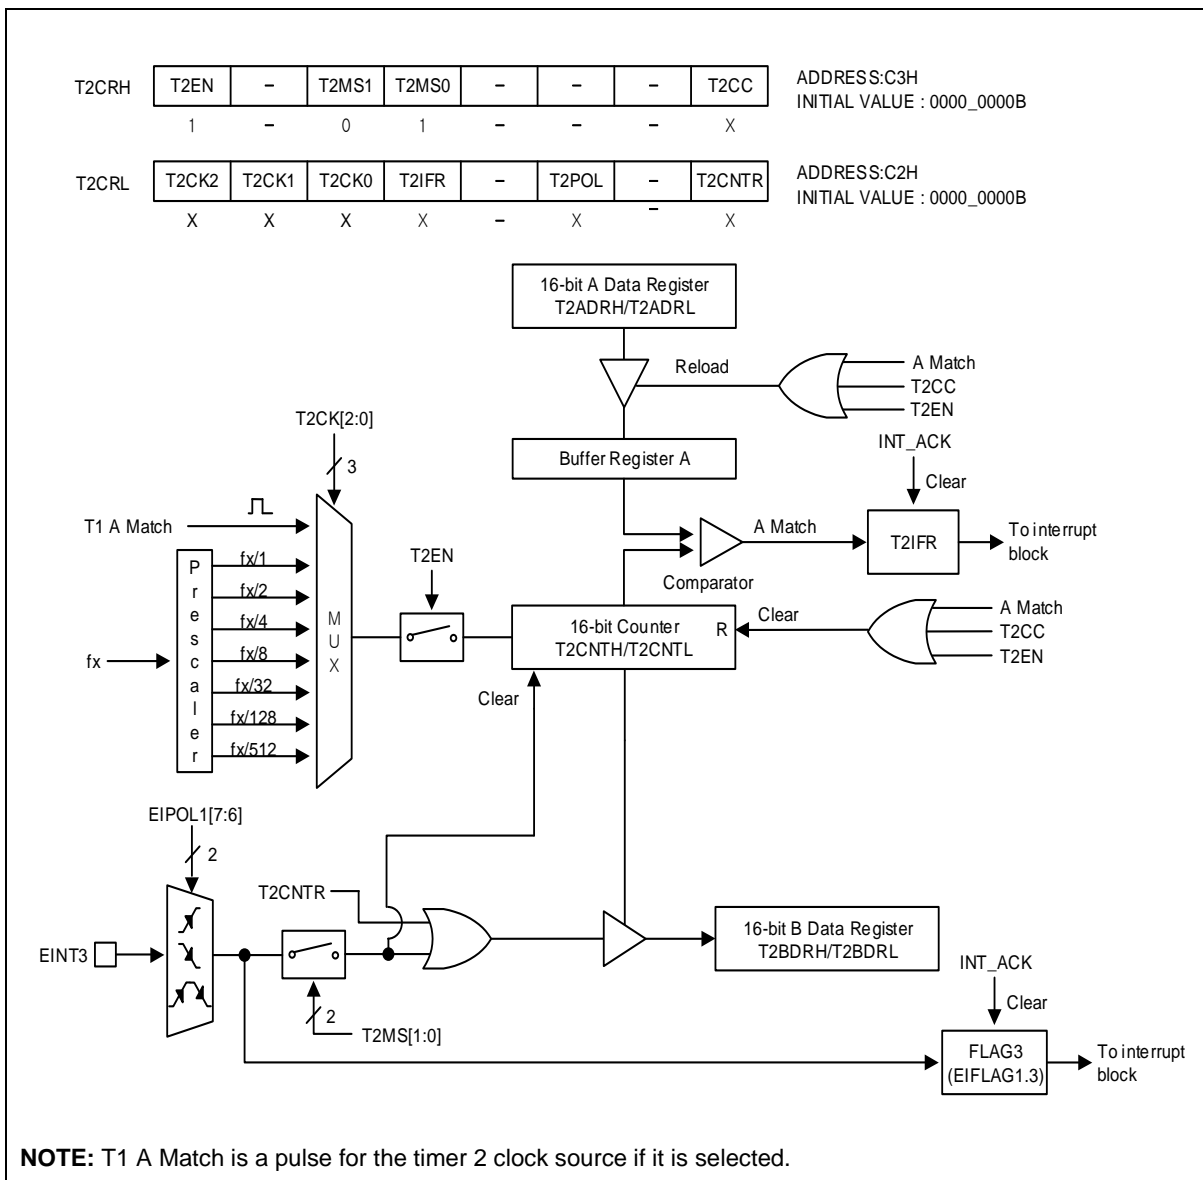 T2CRH T2EN – T2MS1 T2MS0 – – – T2CC ADDRESS:C3H
INITIAL VALUE : 0000_0000B
1 – 0 1 – – – X
T2CRL T2CK2 T2CK1 T2CK0 T2IFR – T2POL – T2CNTR ADDRESS:C2H
INITIAL VALUE : 0000_0000B
X X X X – X – X
16-bit A Data Register
T2ADRH/T2ADRL
Reload
A Match
T2CC
T2EN
T2CK[2:0]
3
Buffer Register A
INT_ACK
Clear
T1 A Match
A Match
T2IFR
To interrupt
block
Comparator
Prescaler
fx/1
fx/2
fx/4
fx/8
fx/32
fx/128
fx/512
fx
MUX
T2EN
16-bit Counter
T2CNTH/T2CNTL
R
Clear
A Match
T2CC
T2EN
Clear
EIPOL1[7:6]
2
T2CNTR
EINT3
2
T2MS[1:0]
16-bit B Data Register
T2BDRH/T2BDRL
INT_ACK
Clear
FLAG3
(EIFLAG1.3)
To interrupt
block
NOTE: T1 A Match is a pulse for the timer 2 clock source if it is selected.